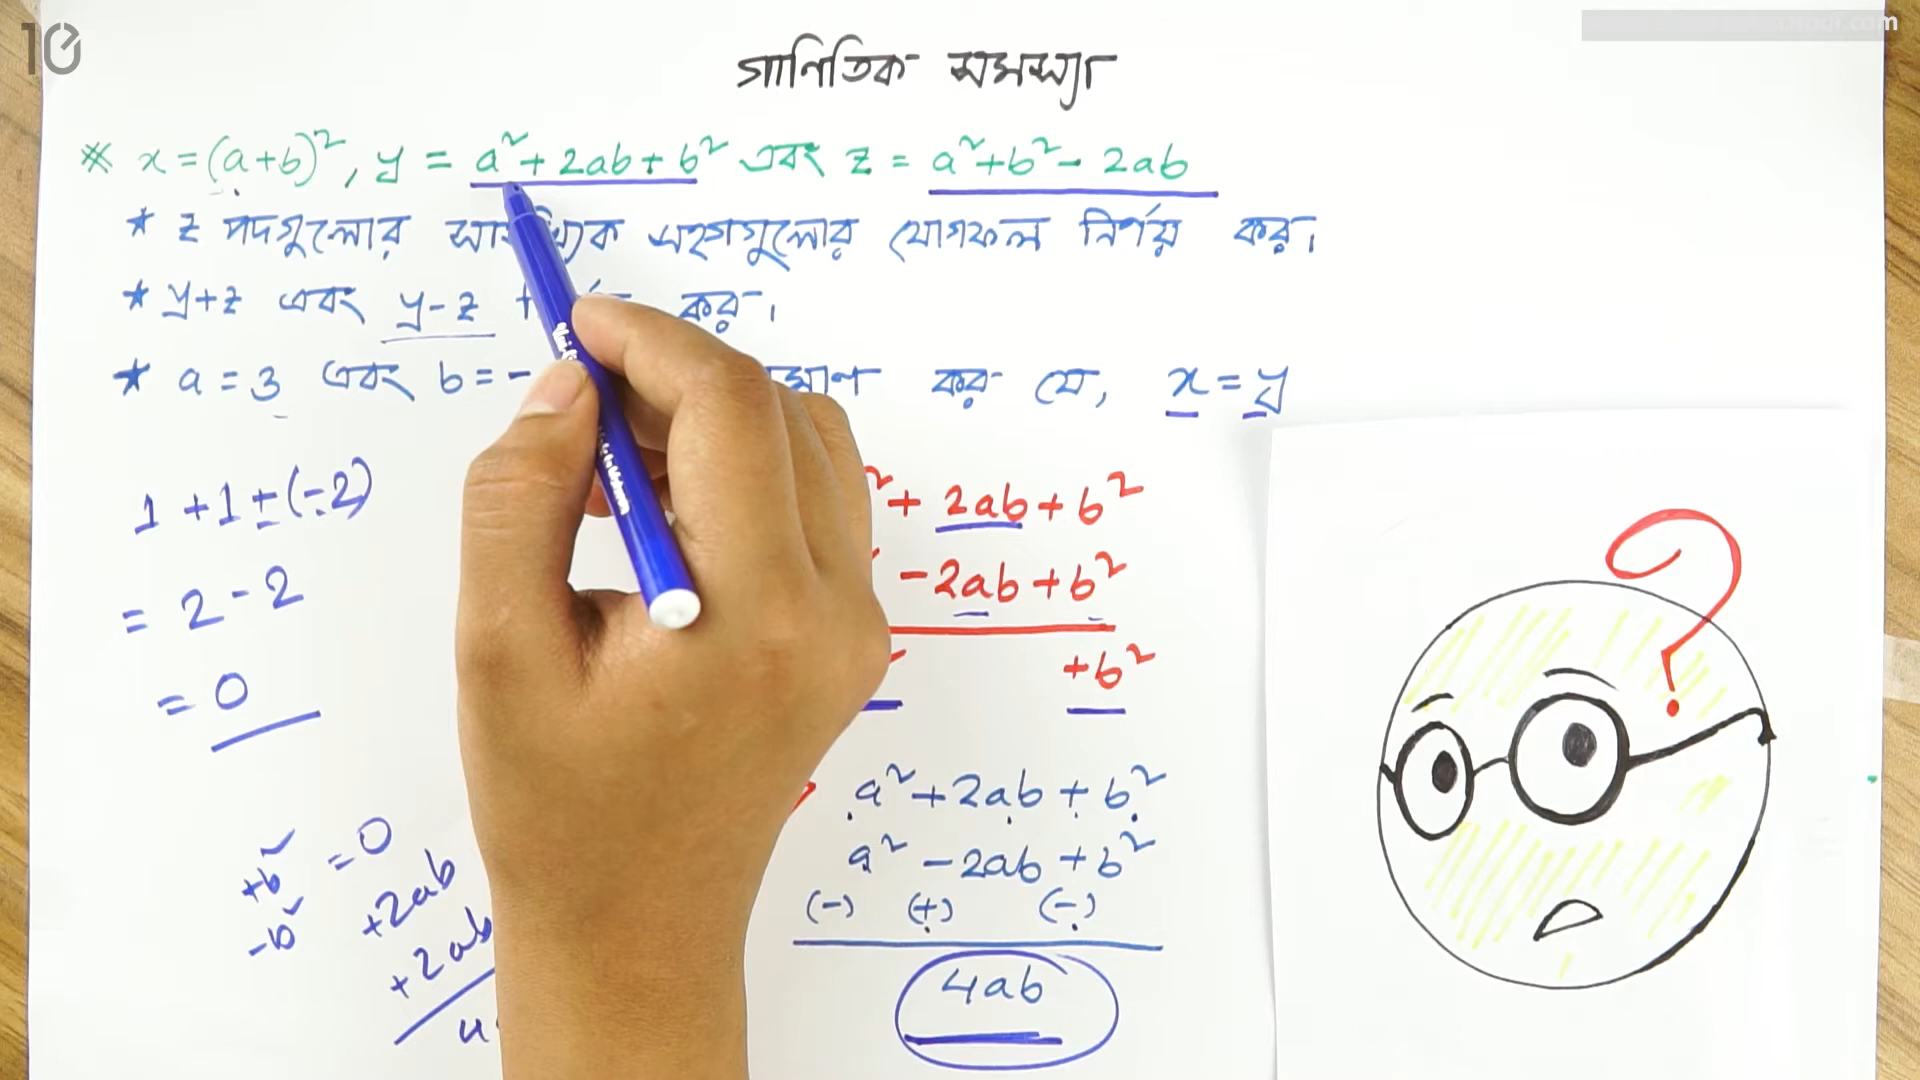 10
গাণিতিক সমস্যা
* x = (a+b)², y = a² + 2ab + b² এবং z = a² + b² - 2ab
* z পদগুলোর সহগগুলোর যোগফল নির্ণয় কর।
* y+z এবং y-z কর।
* a = 3 এবং b = - কর যে, x = y
1 + 1 + (-2)
= 2 - 2
= 0
+ 2ab + b²
- 2ab + b²
+b²
a² + 2ab + b²
a² - 2ab + b²
(-) (+) (-)
4ab
= 0
+2ab
+2ab